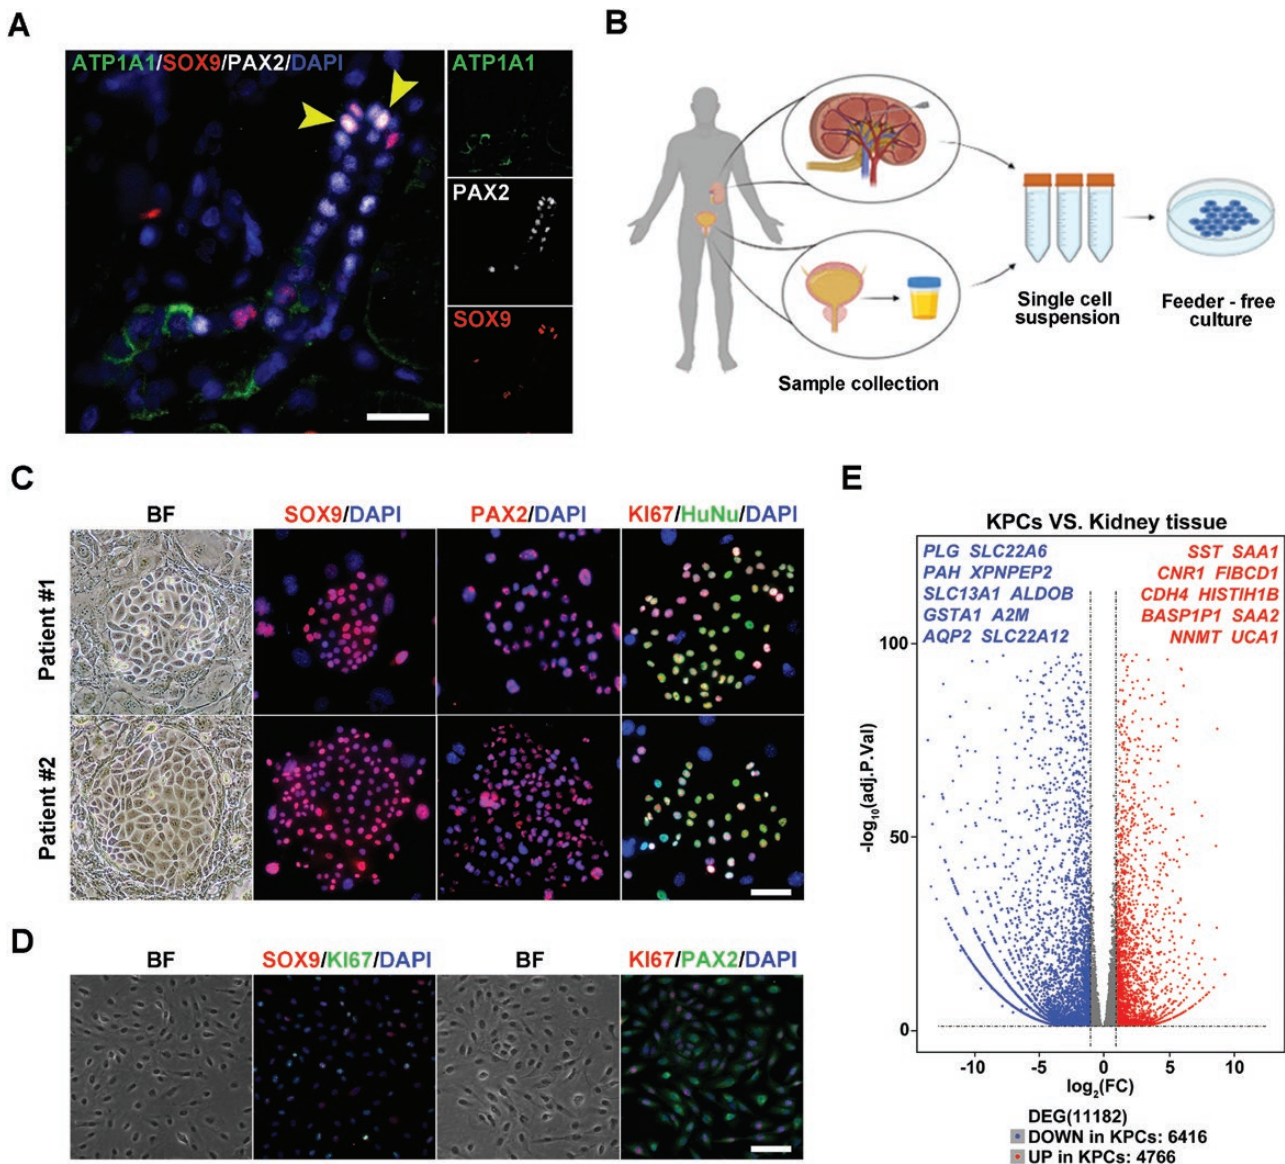 A
ATP1A1/SOX9/PAX2/DAPI
ATP1A1
PAX2
SOX9
B
Single cell
suspension
Feeder - free
culture
Sample collection
C
BF
SOX9/DAPI
PAX2/DAPI
KI67/HuNu/DAPI
Patient #1
Patient #2
D
BF
SOX9/KI67/DAPI
BF
KI67/PAX2/DAPI
E
KPCs VS. Kidney tissue
PLG SLC22A6
PAH XPNPEP2
SLC13A1 ALDOB
GSTA1 A2M
AQP2 SLC22A12
SST SAA1
CNR1 FIBCD1
CDH4 HISTIH1B
BASP1P1 SAA2
NNMT UCA1
100
50
0
-log10(adj.P.Val)
-10 -5 0 5 10
log2(FC)
DEG(11182)
DOWN in KPCs: 6416
UP in KPCs: 4766